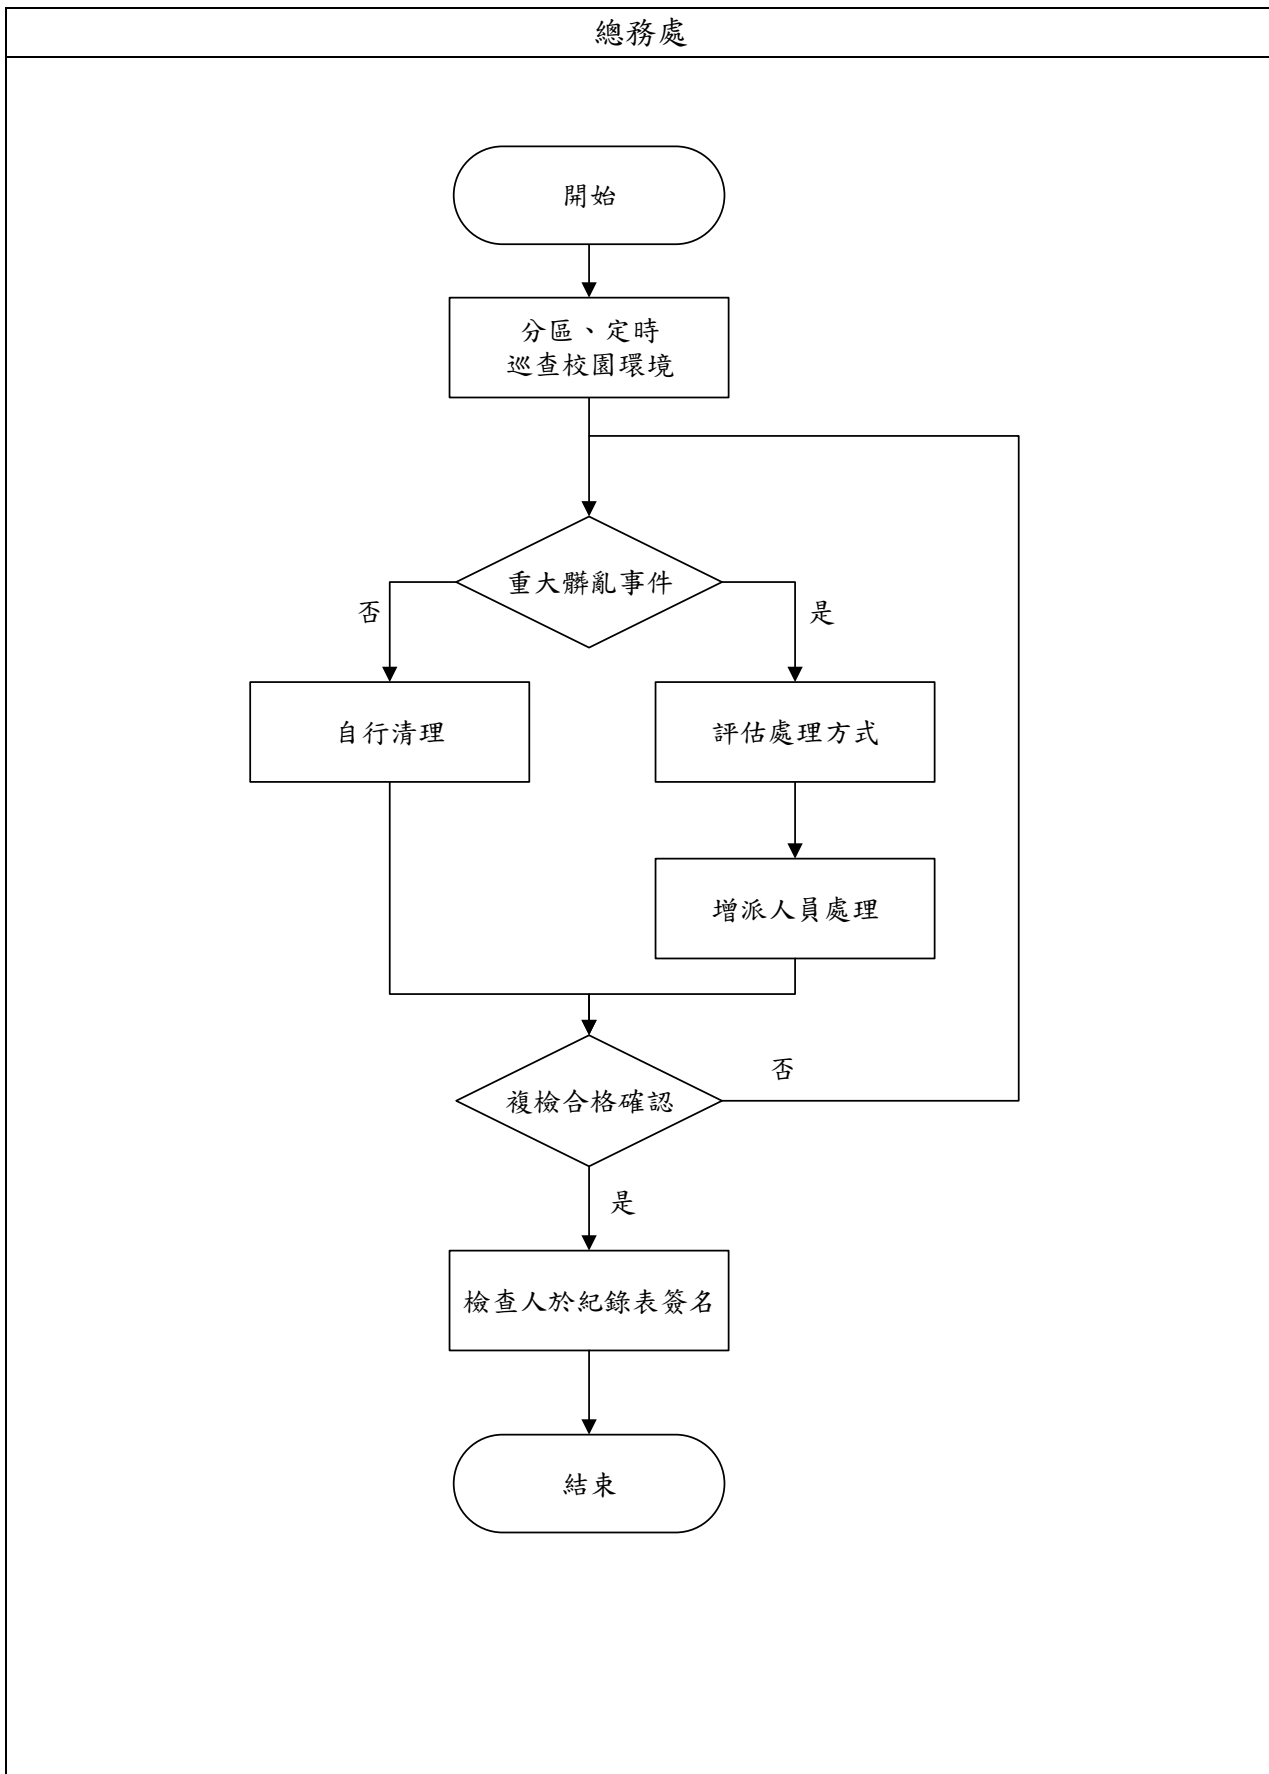 總務處
開始
分區、定時
巡查校園環境
重大髒亂事件
否
是
自行清理
評估處理方式
增派人員處理
複檢合格確認
否
是
檢查人於紀錄表簽名
結束